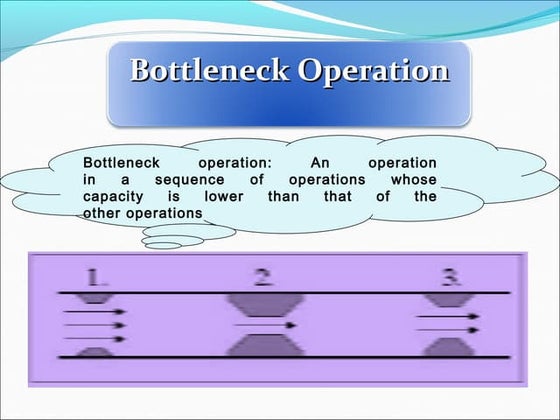 Bottleneck Operation
Bottleneck operation: An operation
in a sequence of operations whose
capacity is lower than that of the
other operations
1. 2. 3.